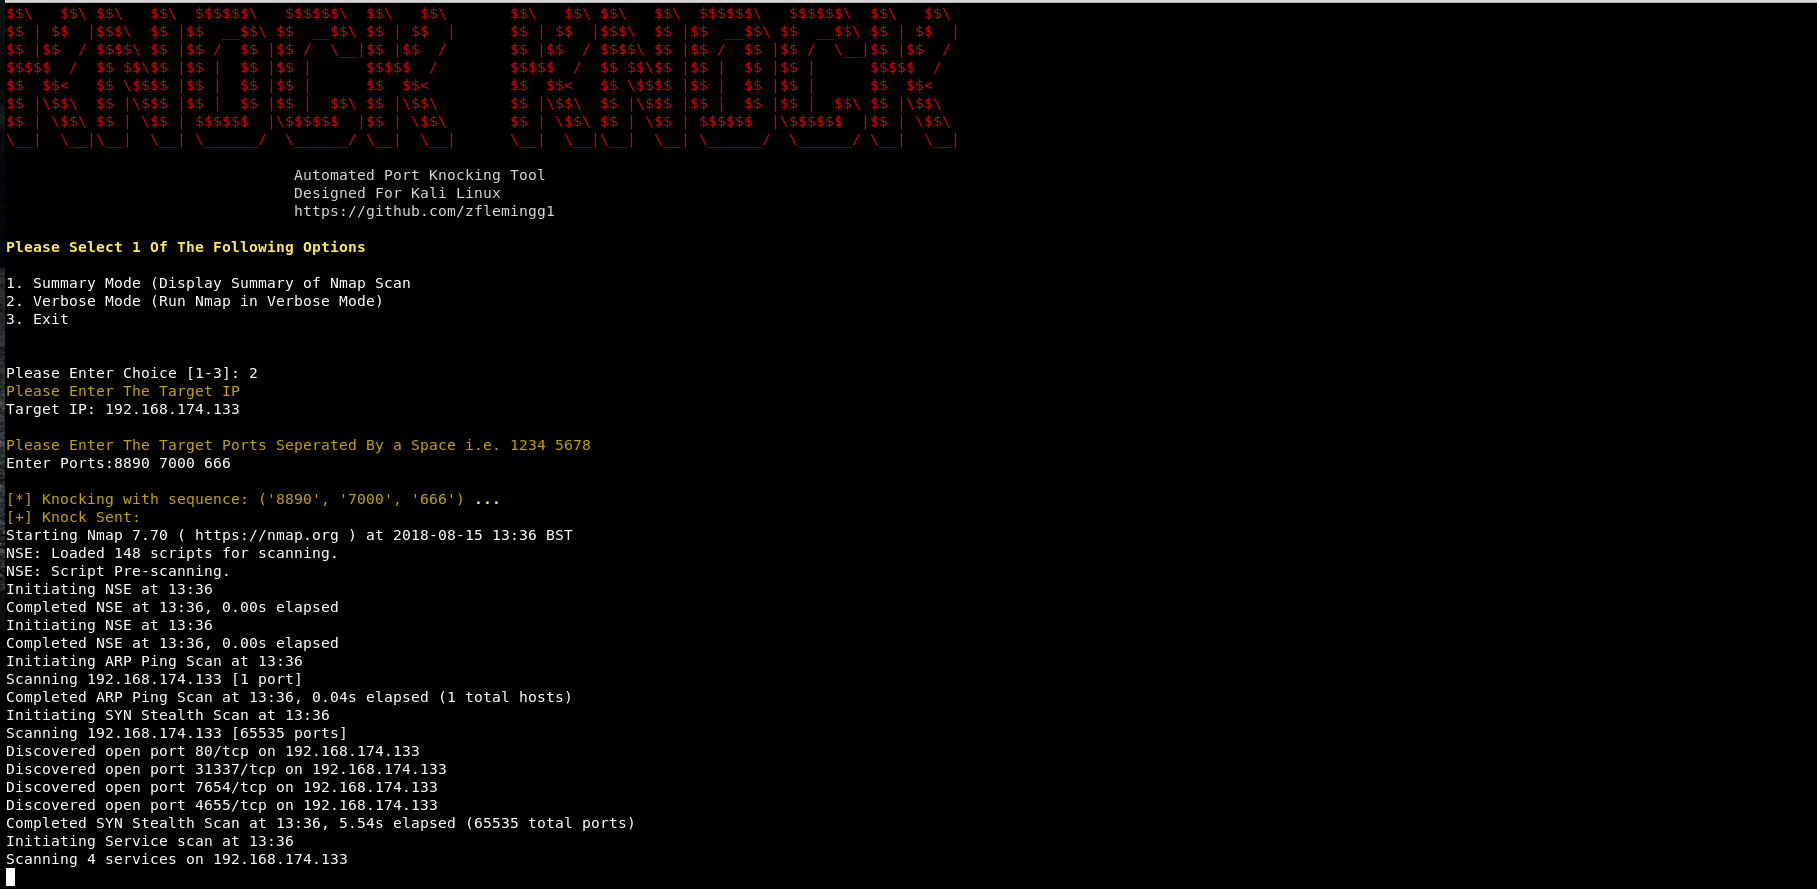 $$\   $$\ $$\   $$\  $$$$$$\   $$$$$$\  $$\   $$\       $$\   $$\ $$\   $$\  $$$$$$\   $$$$$$\  $$\   $$\
$$ | $$  |$$$\  $$ |$$  __$$\ $$  __$$\ $$ | $$  |      $$ | $$  |$$$\  $$ |$$  __$$\ $$  __$$\ $$ | $$  |
$$ |$$  / $$$$\ $$ |$$ /  $$ |$$ /  \__|$$ |$$  /       $$ |$$  / $$$$\ $$ |$$ /  $$ |$$ /  \__|$$ |$$  /
$$$$$  /  $$ $$\$$ |$$ |  $$ |$$ |      $$$$$  /        $$$$$  /  $$ $$\$$ |$$ |  $$ |$$ |      $$$$$  /
$$  $$<   $$ \$$$$ |$$ |  $$ |$$ |      $$  $$<         $$  $$<   $$ \$$$$ |$$ |  $$ |$$ |      $$  $$<
$$ |\$$\  $$ |\$$$ |$$ |  $$ |$$ |  $$\ $$ |\$$\        $$ |\$$\  $$ |\$$$ |$$ |  $$ |$$ |  $$\ $$ |\$$\
$$ | \$$\ $$ | \$$ | $$$$$$  |\$$$$$$  |$$ | \$$\       $$ | \$$\ $$ | \$$ | $$$$$$  |\$$$$$$  |$$ | \$$\
\__|  \__|\__|  \__| \______/  \______/ \__|  \__|      \__|  \__|\__|  \__| \______/  \______/ \__|  \__|
Automated Port Knocking Tool
Designed For Kali Linux
https://github.com/zflemingg1
Please Select 1 Of The Following Options
1. Summary Mode (Display Summary of Nmap Scan
2. Verbose Mode (Run Nmap in Verbose Mode)
3. Exit
Please Enter Choice [1-3]: 2
Please Enter The Target IP
Target IP: 192.168.174.133
Please Enter The Target Ports Seperated By a Space i.e. 1234 5678
Enter Ports:8890 7000 666
[*] Knocking with sequence: ('8890', '7000', '666') ...
[+] Knock Sent:
Starting Nmap 7.70 ( https://nmap.org ) at 2018-08-15 13:36 BST
NSE: Loaded 148 scripts for scanning.
NSE: Script Pre-scanning.
Initiating NSE at 13:36
Completed NSE at 13:36, 0.00s elapsed
Initiating NSE at 13:36
Completed NSE at 13:36, 0.00s elapsed
Initiating ARP Ping Scan at 13:36
Scanning 192.168.174.133 [1 port]
Completed ARP Ping Scan at 13:36, 0.04s elapsed (1 total hosts)
Initiating SYN Stealth Scan at 13:36
Scanning 192.168.174.133 [65535 ports]
Discovered open port 80/tcp on 192.168.174.133
Discovered open port 31337/tcp on 192.168.174.133
Discovered open port 7654/tcp on 192.168.174.133
Discovered open port 4655/tcp on 192.168.174.133
Completed SYN Stealth Scan at 13:36, 5.54s elapsed (65535 total ports)
Initiating Service scan at 13:36
Scanning 4 services on 192.168.174.133